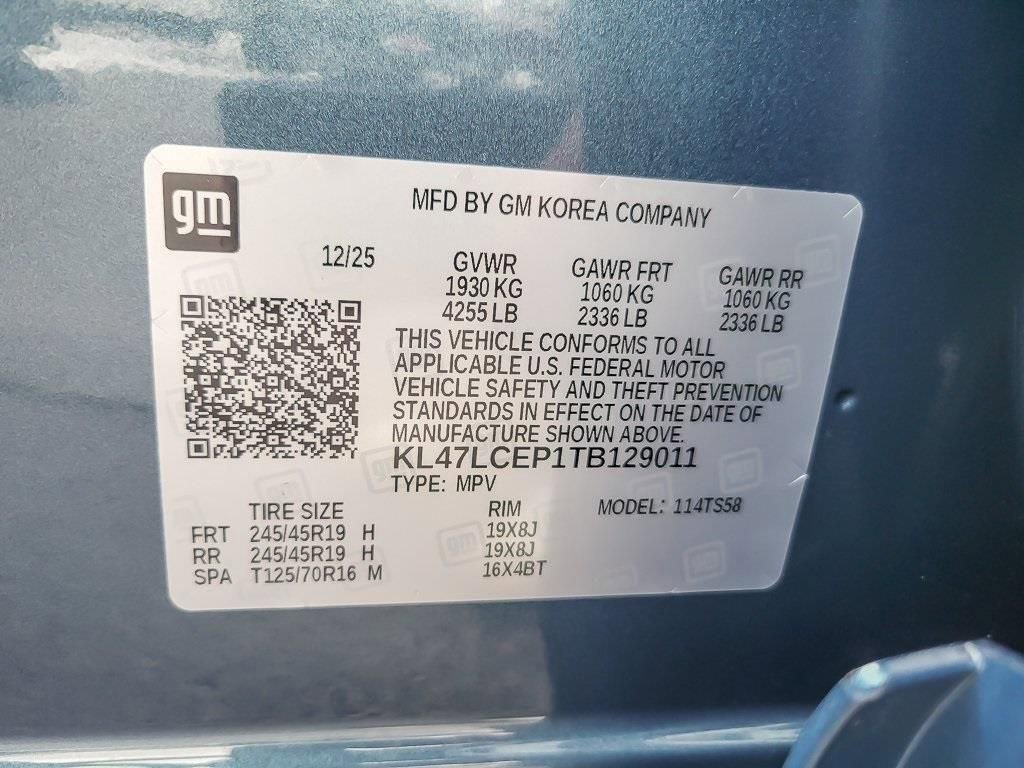 gm
MFD BY GM KOREA COMPANY
12/25
GVWR
1930 KG
4255 LB
GAWR FRT
1060 KG
2336 LB
GAWR RR
1060 KG
2336 LB
THIS VEHICLE CONFORMS TO ALL
APPLICABLE U.S. FEDERAL MOTOR
VEHICLE SAFETY AND THEFT PREVENTION
STANDARDS IN EFFECT ON THE DATE OF
MANUFACTURE SHOWN ABOVE.
KL47LCEP1TB129011
TYPE: MPV
TIRE SIZE RIM MODEL: 114TS58
FRT 245/45R19 H 19X8J
RR 245/45R19 H 19X8J
SPA T125/70R16 M 16X4BT